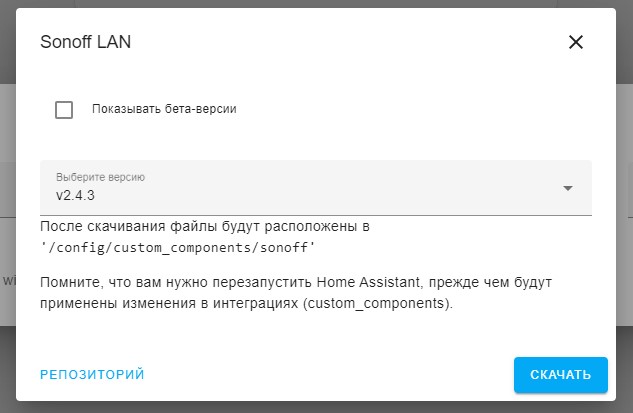 Sonoff LAN
Показывать бета-версии
Выберите версию
v2.4.3
После скачивания файлы будут расположены в
'/config/custom_components/sonoff'
Помните, что вам нужно перезапустить Home Assistant, прежде чем будут
применены изменения в интеграциях (custom_components).
wi
РЕПОЗИТОРИЙ
СКАЧАТЬ